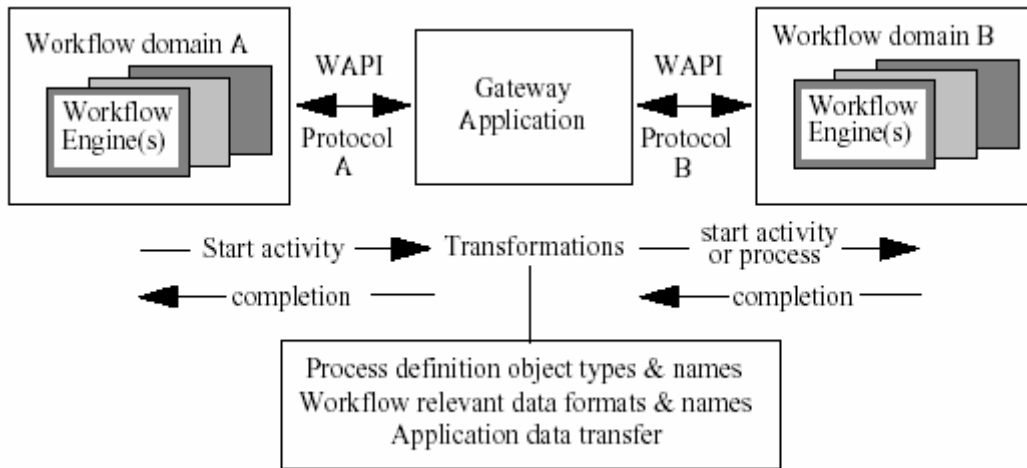 Workflow domain A
Workflow
Engine(s)
WAPI
Protocol
A
Gateway
Application
WAPI
Protocol
B
Workflow domain B
Workflow
Engine(s)
Start activity
Transformations
start activity
or process
completion
completion
Process definition object types & names
Workflow relevant data formats & names
Application data transfer